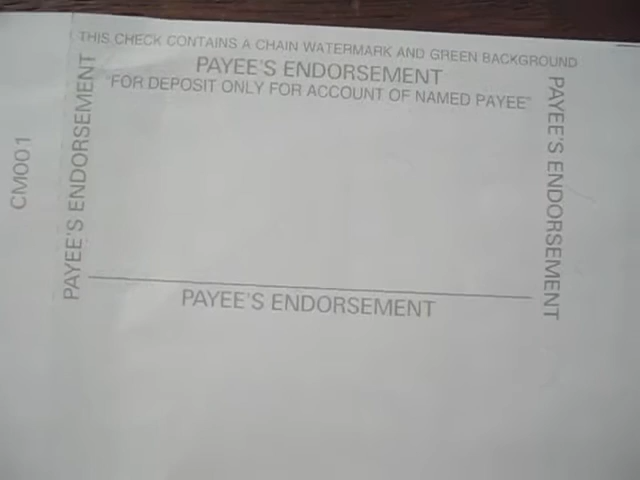 THIS CHECK CONTAINS A CHAIN WATERMARK AND GREEN BACKGROUND
PAYEE'S ENDORSEMENT
"FOR DEPOSIT ONLY FOR ACCOUNT OF NAMED PAYEE"
CM001
PAYEE'S ENDORSEMENT
PAYEE'S ENDORSEMENT
PAYEE'S ENDORSEMENT